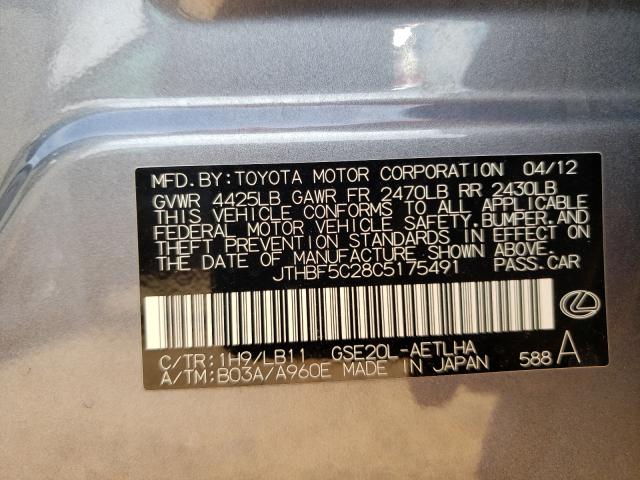 MFD. BY: TOYOTA MOTOR CORPORATION 04/12
GVWR 4425LB GAWR FR 2470LB RR 2430LB
THIS VEHICLE CONFORMS TO ALL APPLICABLE
FEDERAL MOTOR VEHICLE SAFETY, BUMPER, AND
THEFT PREVENTION STANDARDS IN EFFECT ON
THE DATE OF MANUFACTURE SHOWN ABOVE.
JTHBF5C28C5175491 PASS.CAR
C/TR: 1H9/LB11 GSE20L-AETLHA
A/TM: B03A/A960E MADE IN JAPAN 588 A